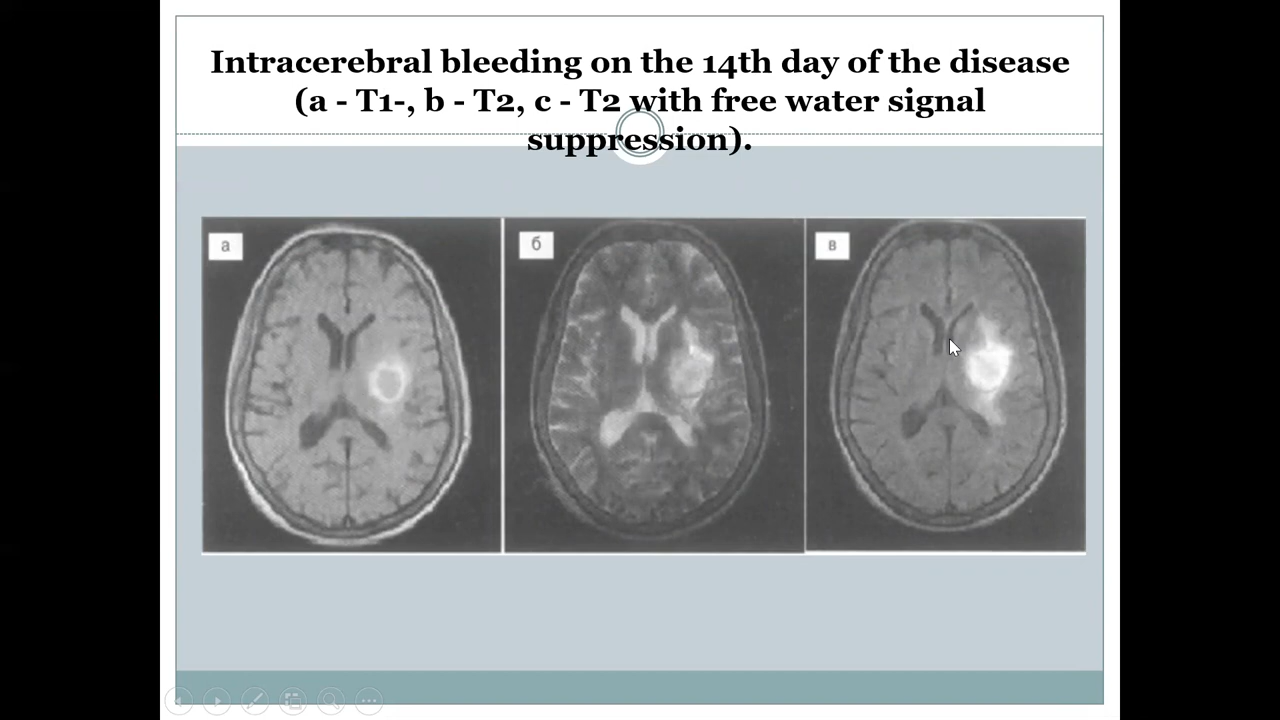 Intracerebral bleeding on the 14th day of the disease
(a - T1-, b - T2, c - T2 with free water signal
suppression).
а
б
в